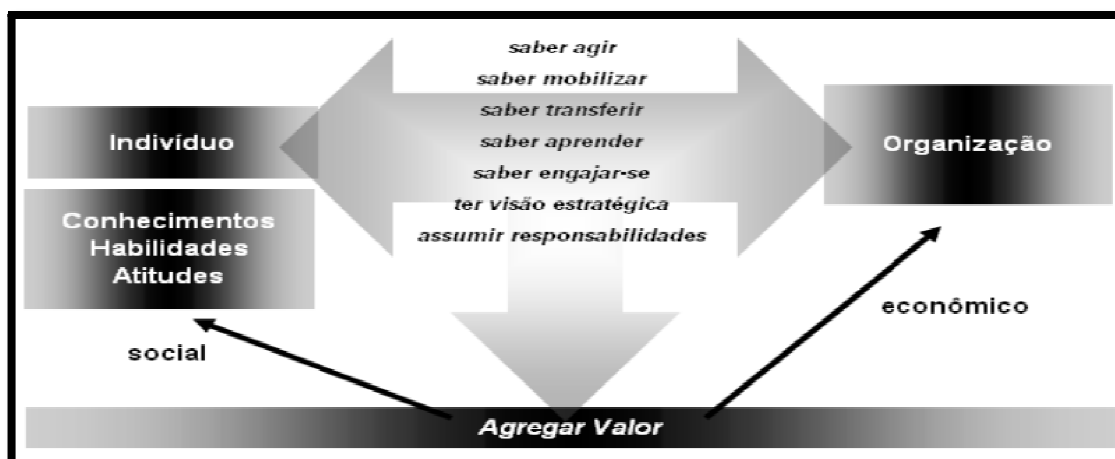 saber agir
saber mobilizar
saber transferir
saber aprender
saber engajar-se
ter visão estratégica
assumir responsabilidades
Indivíduo
Conhecimentos
Habilidades
Atitudes
Organização
social
econômico
Agregar Valor